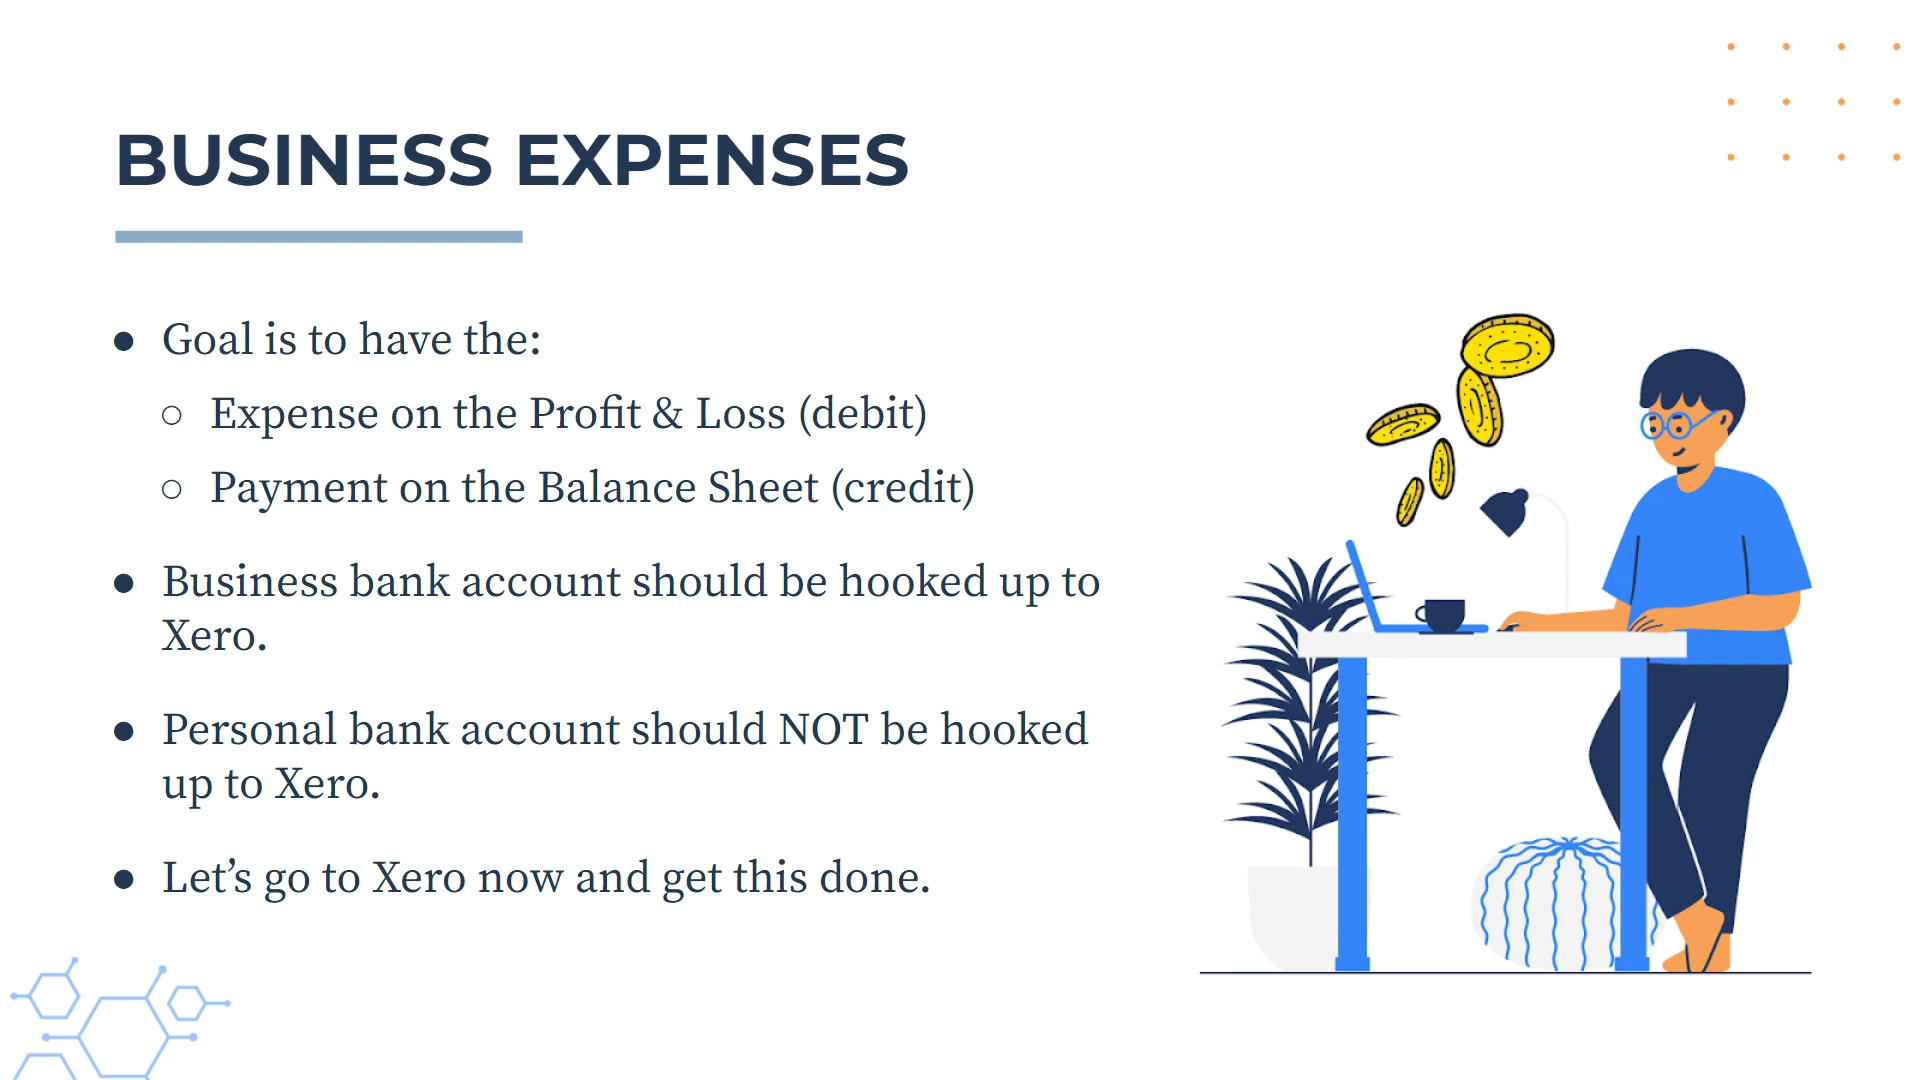 BUSINESS EXPENSES
● Goal is to have the:
○ Expense on the Profit & Loss (debit)
○ Payment on the Balance Sheet (credit)
● Business bank account should be hooked up to
Xero.
● Personal bank account should NOT be hooked
up to Xero.
● Let’s go to Xero now and get this done.